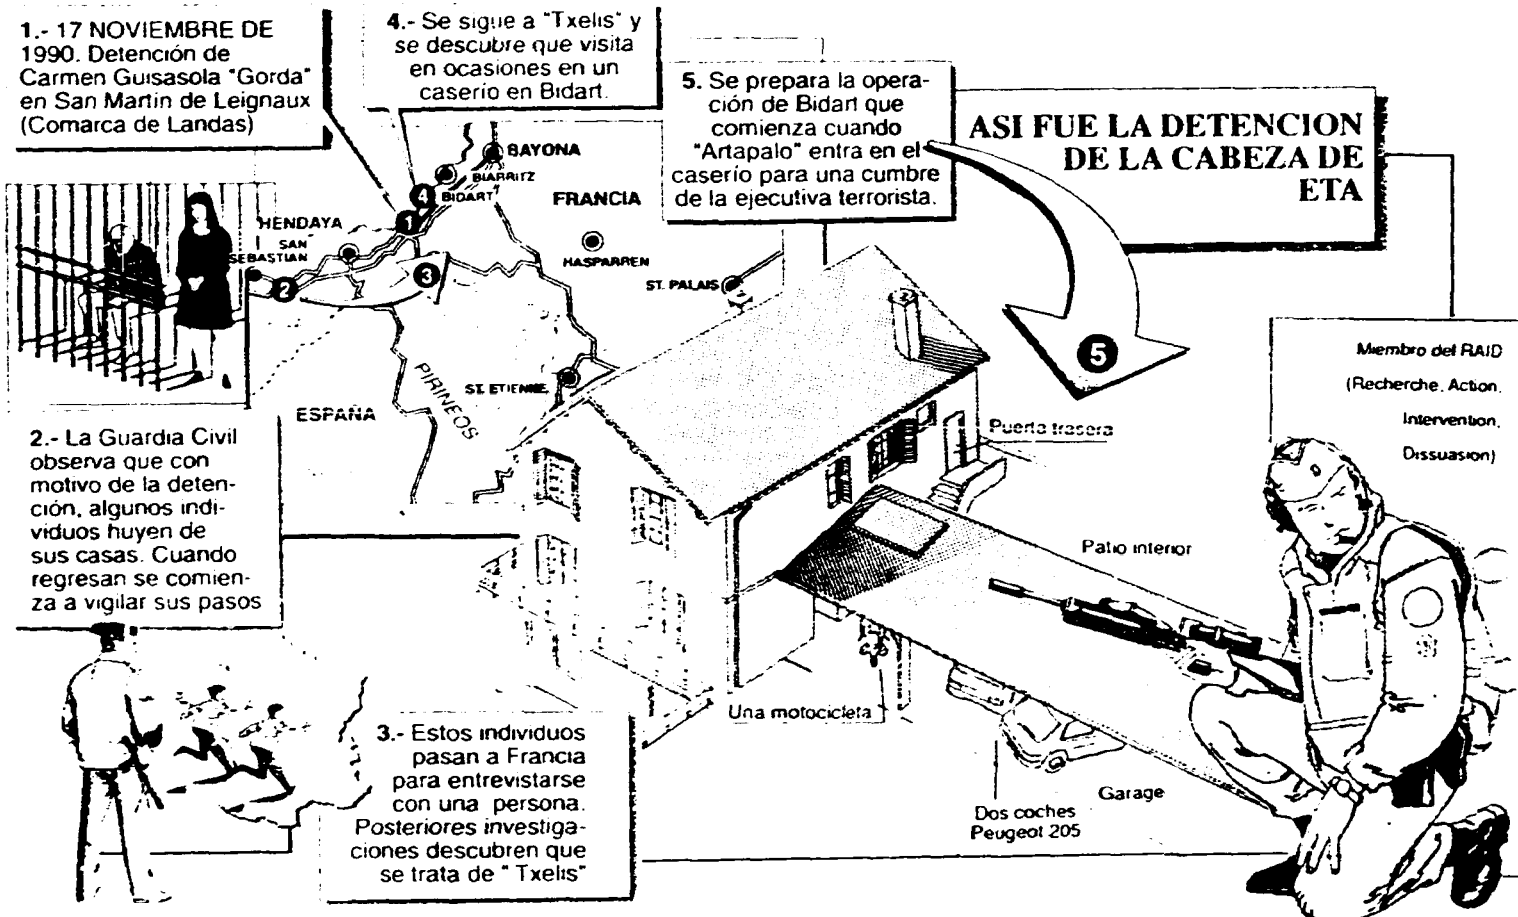 ASI FUE LA DETENCION
DE LA CABEZA DE
ETA
1.- 17 NOVIEMBRE DE
1990. Detención de
Carmen Guisasola "Gorda"
en San Martin de Leignaux
(Comarca de Landas)
4.- Se sigue a "Txelis" y
se descubre que visita
en ocasiones en un
caserío en Bidart.
5. Se prepara la opera-
ción de Bidart que
comienza cuando
"Artapalo" entra en el
caserío para una cumbre
de la ejecutiva terrorista.
BAYONA
BIARRITZ
4
BIDART
FRANCIA
1
HENDAYA
SAN
SEBASTIAN
2
3
HASPARREN
ST. PALAIS
PIRINEOS
ST. ETIENNE
ESPAÑA
5
Miembro del RAID
(Recherche, Action,
Intervention,
Dissuasion)
2.- La Guardia Civil
observa que con
motivo de la deten-
ción, algunos indi-
viduos huyen de
sus casas. Cuando
regresan se comien-
za a vigilar sus pasos
Puerta trasera
Patio interior
3.- Estos individuos
pasan a Francia
para entrevistarse
con una persona.
Posteriores investiga-
ciones descubren que
se trata de " Txelis"
Una motocicleta
Garage
Dos coches
Peugeot 205